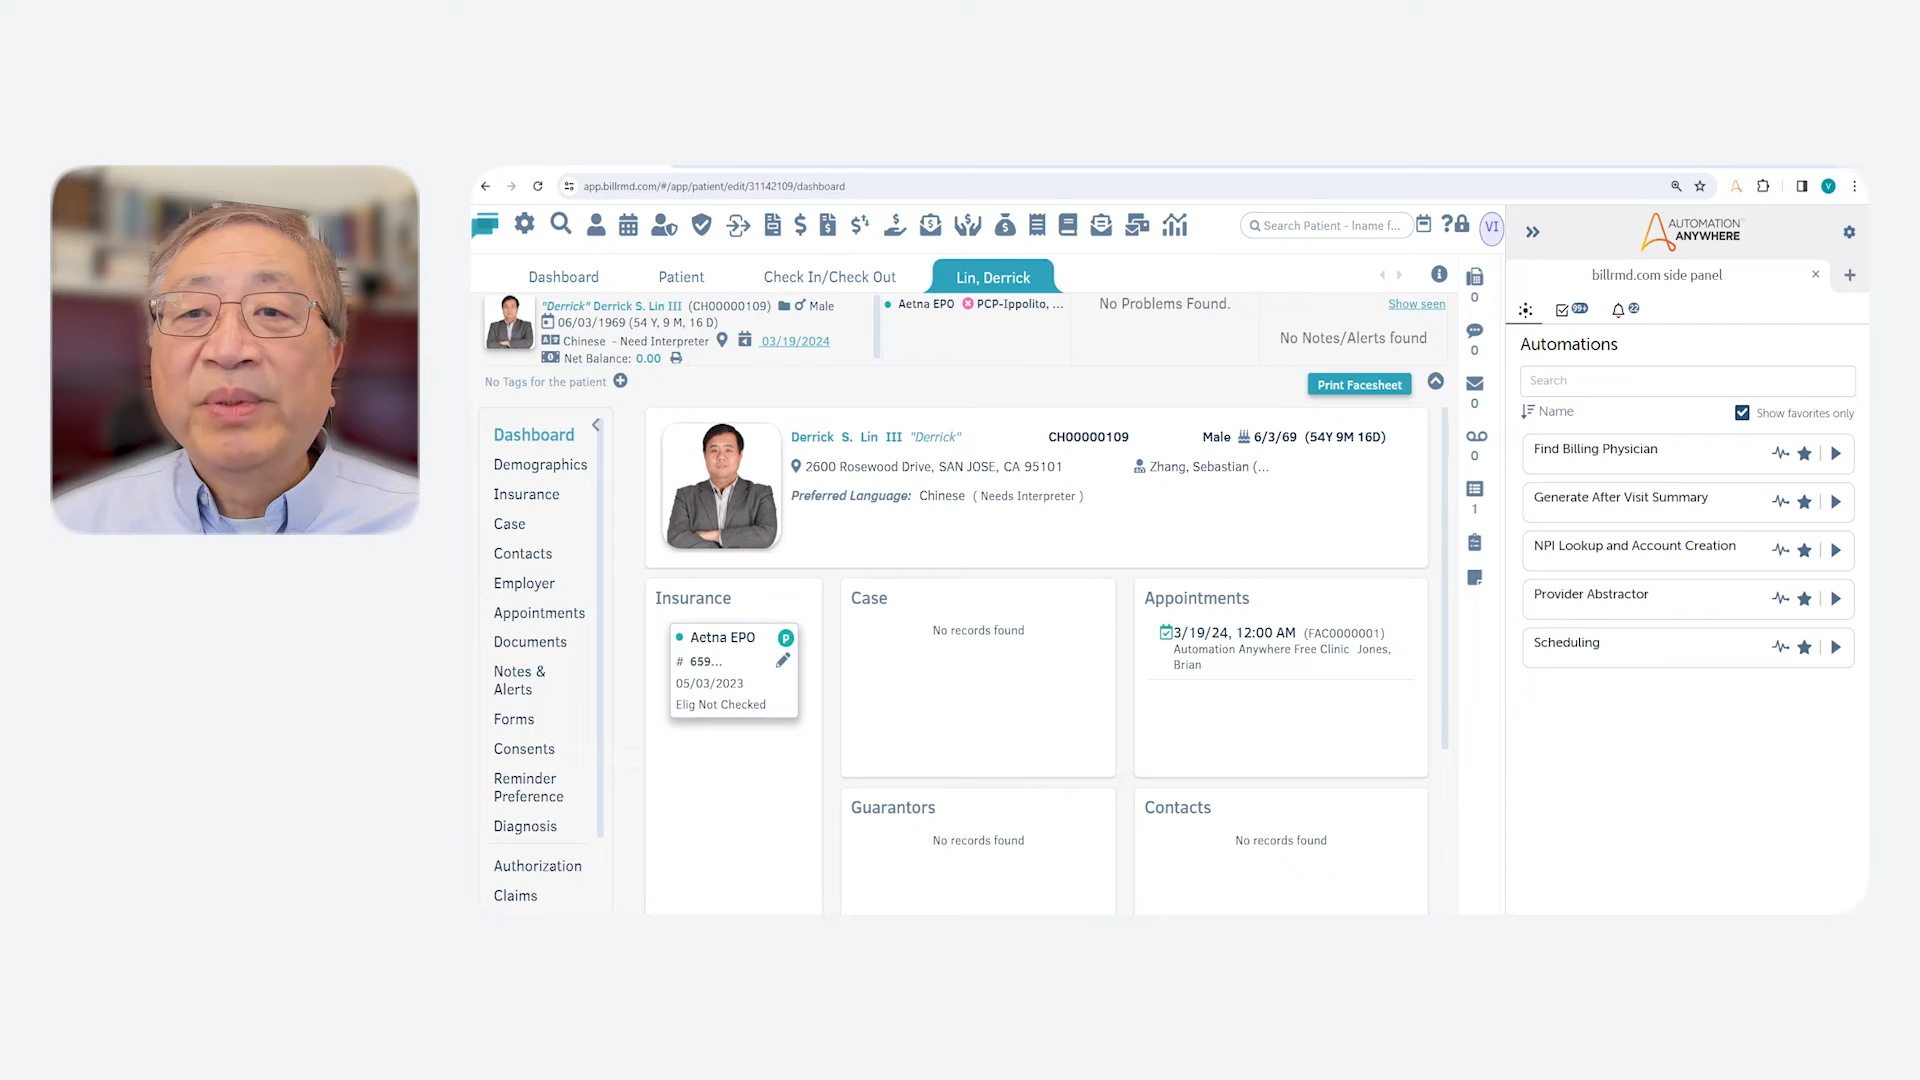 app.billrmd.com/#/app/patient/edit/31142109/dashboard
V
Search Patient - lname f...
VI
AUTOMATION
ANYWHERE
Dashboard
Patient
Check In/Check Out
Lin, Derrick
billrmd.com side panel
"Derrick" Derrick S. Lin III (CH00000109) Male
06/03/1969 (54 Y, 9 M, 16 D)
Chinese - Need Interpreter 03/19/2024
Net Balance: 0.00
Aetna EPO PCP-Ippolito, ...
No Problems Found.
Show seen
No Notes/Alerts found
No Tags for the patient
Print Facesheet
0
0
0
0
1
Dashboard
Demographics
Insurance
Case
Contacts
Employer
Appointments
Documents
Notes &
Alerts
Forms
Consents
Reminder
Preference
Diagnosis
Authorization
Claims
Derrick S. Lin III "Derrick" CH00000109 Male 6/3/69 (54Y 9M 16D)
2600 Rosewood Drive, SAN JOSE, CA 95101 Zhang, Sebastian (...
Preferred Language: Chinese ( Needs Interpreter )
Insurance
Aetna EPO P
# 659...
05/03/2023
Elig Not Checked
Case
No records found
Appointments
3/19/24, 12:00 AM (FAC0000001)
Automation Anywhere Free Clinic Jones,
Brian
Guarantors
No records found
Contacts
No records found
99+
22
Automations
Search
Name
Show favorites only
Find Billing Physician
Generate After Visit Summary
NPI Lookup and Account Creation
Provider Abstractor
Scheduling